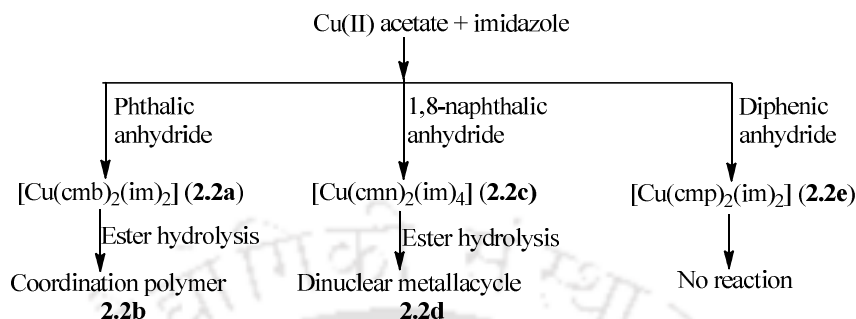 Cu(II) acetate + imidazole
Phthalic anhydride
1,8-naphthalic anhydride
Diphenic anhydride
[Cu(cmb)2(im)2] (2.2a)
[Cu(cmn)2(im)4] (2.2c)
[Cu(cmp)2(im)2] (2.2e)
Ester hydrolysis
Ester hydrolysis
Coordination polymer
2.2b
Dinuclear metallacycle
2.2d
No reaction